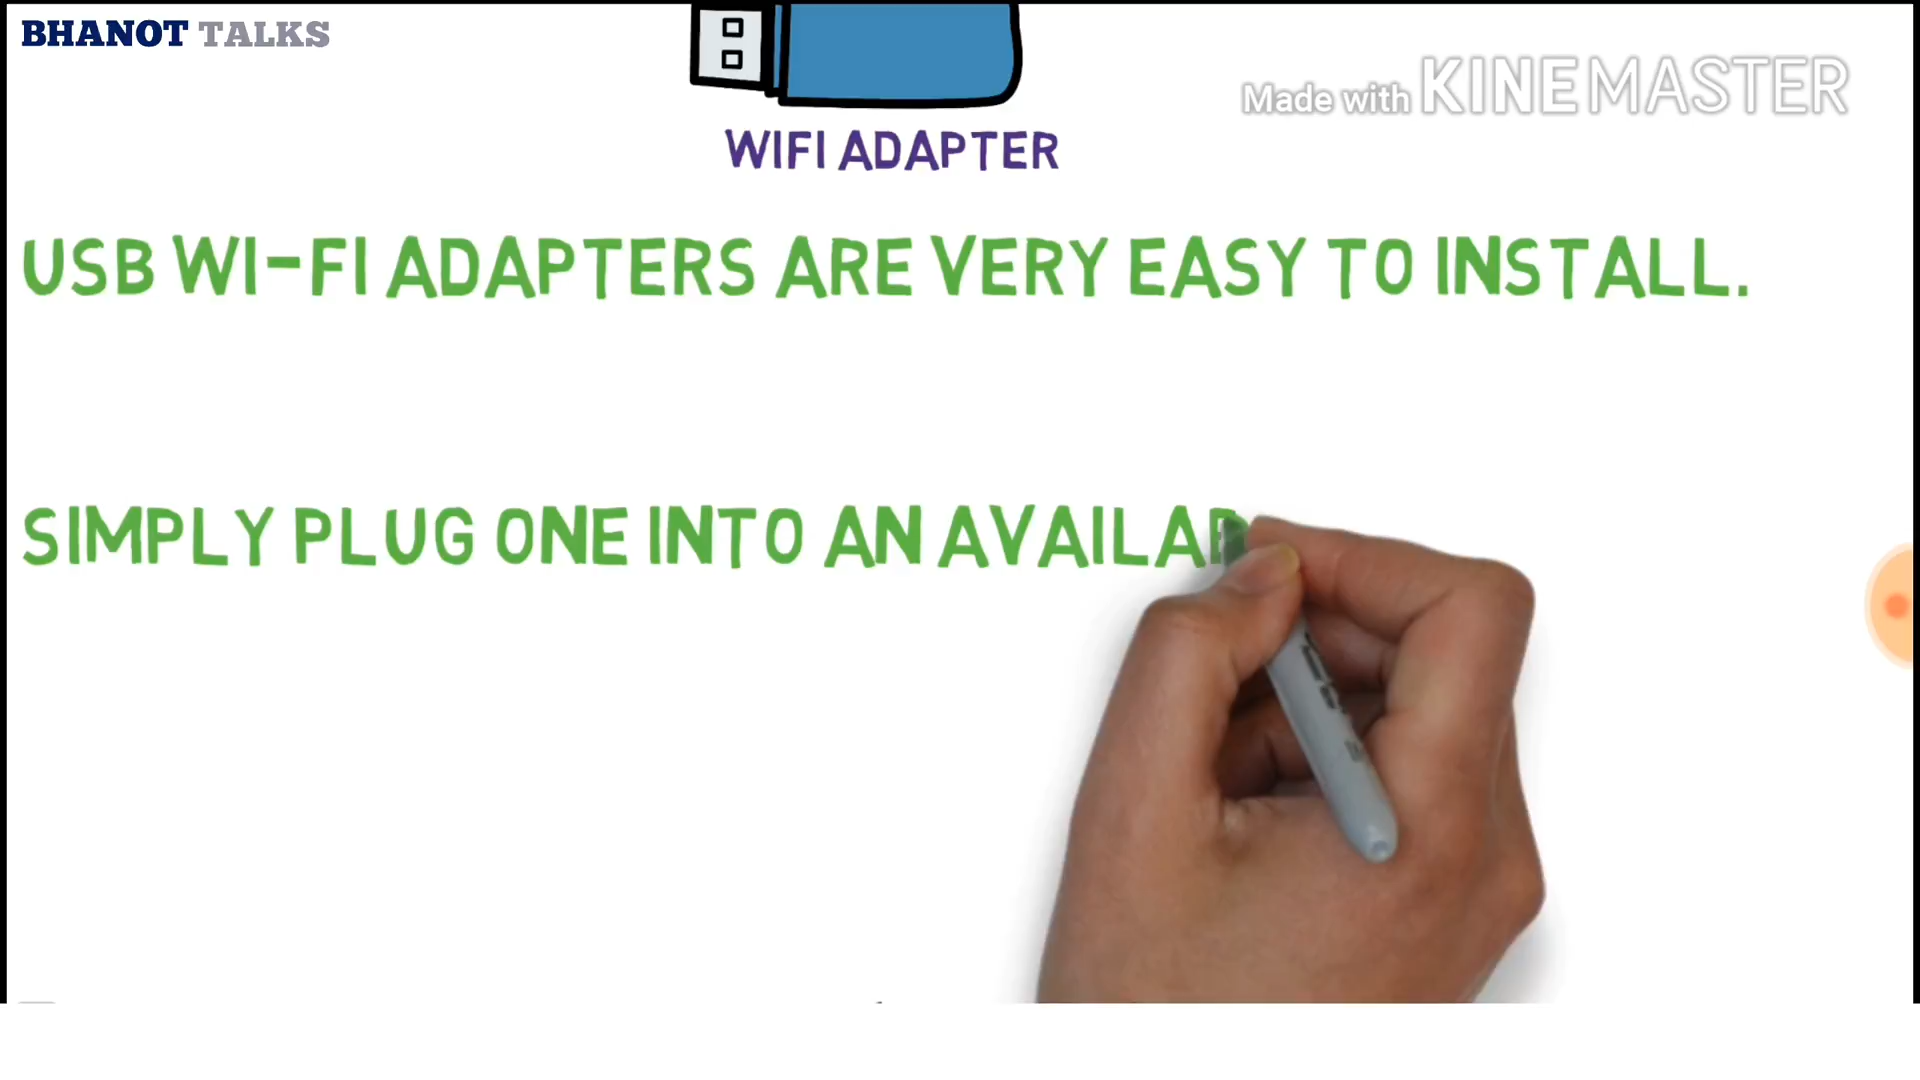 BHANOT TALKS
Made with KINEMASTER
WIFI ADAPTER
USB WI-FI ADAPTERS ARE VERY EASY TO INSTALL.
SIMPLY PLUG ONE INTO AN